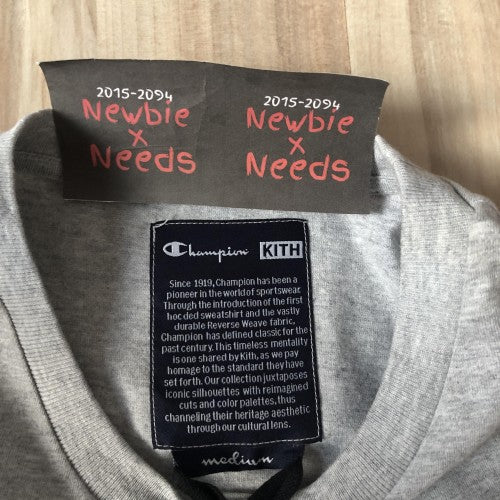 2015-2094
Newbie
x
Needs
2015-2094
Newbie
x
Needs
Champion KITH
Since 1919, Champion has been a
pioneer in the world of sportswear.
Through the introduction of the first
hooded sweatshirt and the vastly
durable Reverse Weave fabric,
Champion has defined classic for the
past century. This timeless mentality
is one shared by Kith, as we pay
homage to the standard they have
set forth. Our collection juxtaposes
iconic silhouettes with reimagined
cuts and color palettes, thus
channeling their heritage aesthetic
through our cultural lens.
medium